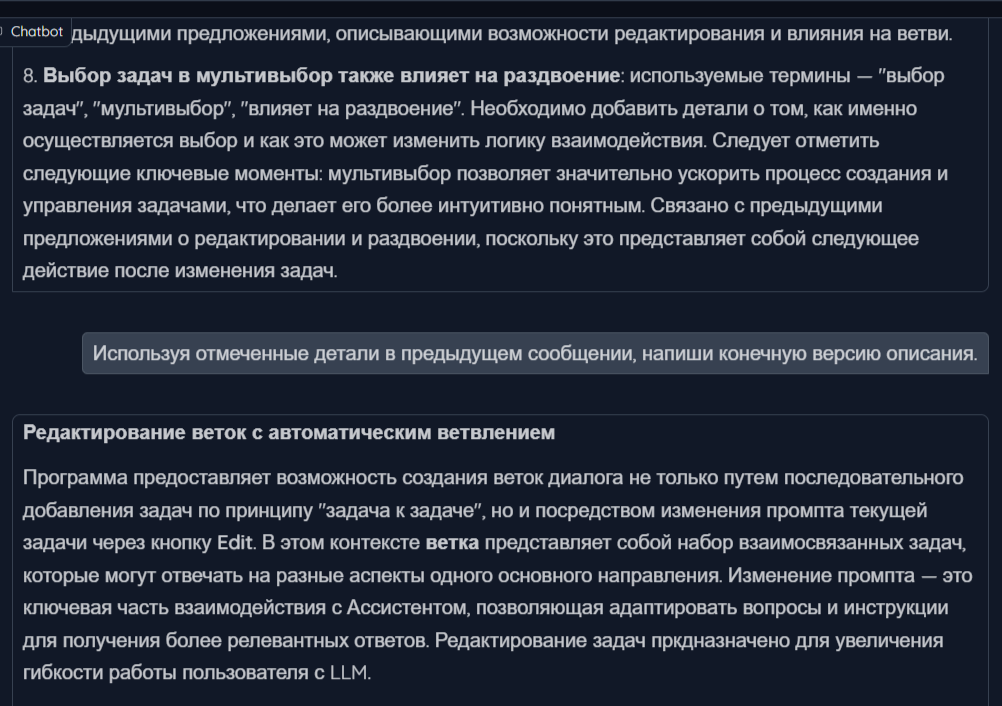 Chatbot
дыдущими предложениями, описывающими возможности редактирования и влияния на ветви.
8. Выбор задач в мультивыбор также влияет на раздвоение: используемые термины — "выбор
задач", "мультивыбор", "влияет на раздвоение". Необходимо добавить детали о том, как именно
осуществляется выбор и как это может изменить логику взаимодействия. Следует отметить
следующие ключевые моменты: мультивыбор позволяет значительно ускорить процесс создания и
управления задачами, что делает его более интуитивно понятным. Связано с предыдущими
предложениями о редактировании и раздвоении, поскольку это представляет собой следующее
действие после изменения задач.
Используя отмеченные детали в предыдущем сообщении, напиши конечную версию описания.
Редактирование веток с автоматическим ветвлением
Программа предоставляет возможность создания веток диалога не только путем последовательного
добавления задач по принципу "задача к задаче", но и посредством изменения промпта текущей
задачи через кнопку Edit. В этом контексте ветка представляет собой набор взаимосвязанных задач,
которые могут отвечать на разные аспекты одного основного направления. Изменение промпта — это
ключевая часть взаимодействия с Ассистентом, позволяющая адаптировать вопросы и инструкции
для получения более релевантных ответов. Редактирование задач пркдназначено для увеличения
гибкости работы пользователя с LLM.